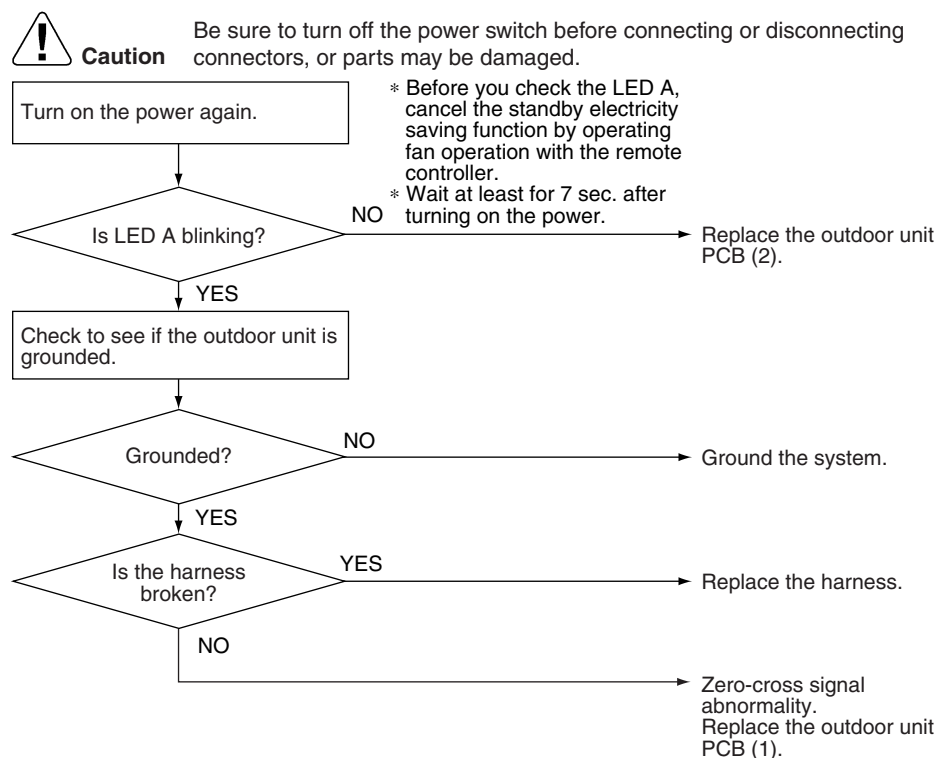 Be sure to turn off the power switch before connecting or disconnecting
Caution connectors, or parts may be damaged.
Turn on the power again.
* Before you check the LED A,
cancel the standby electricity
saving function by operating
fan operation with the remote
controller.
* Wait at least for 7 sec. after
turning on the power.
Is LED A blinking?
NO
Replace the outdoor unit
PCB (2).
YES
Check to see if the outdoor unit is
grounded.
Grounded?
NO
Ground the system.
YES
Is the harness
broken?
YES
Replace the harness.
NO
Zero-cross signal
abnormality.
Replace the outdoor unit
PCB (1).